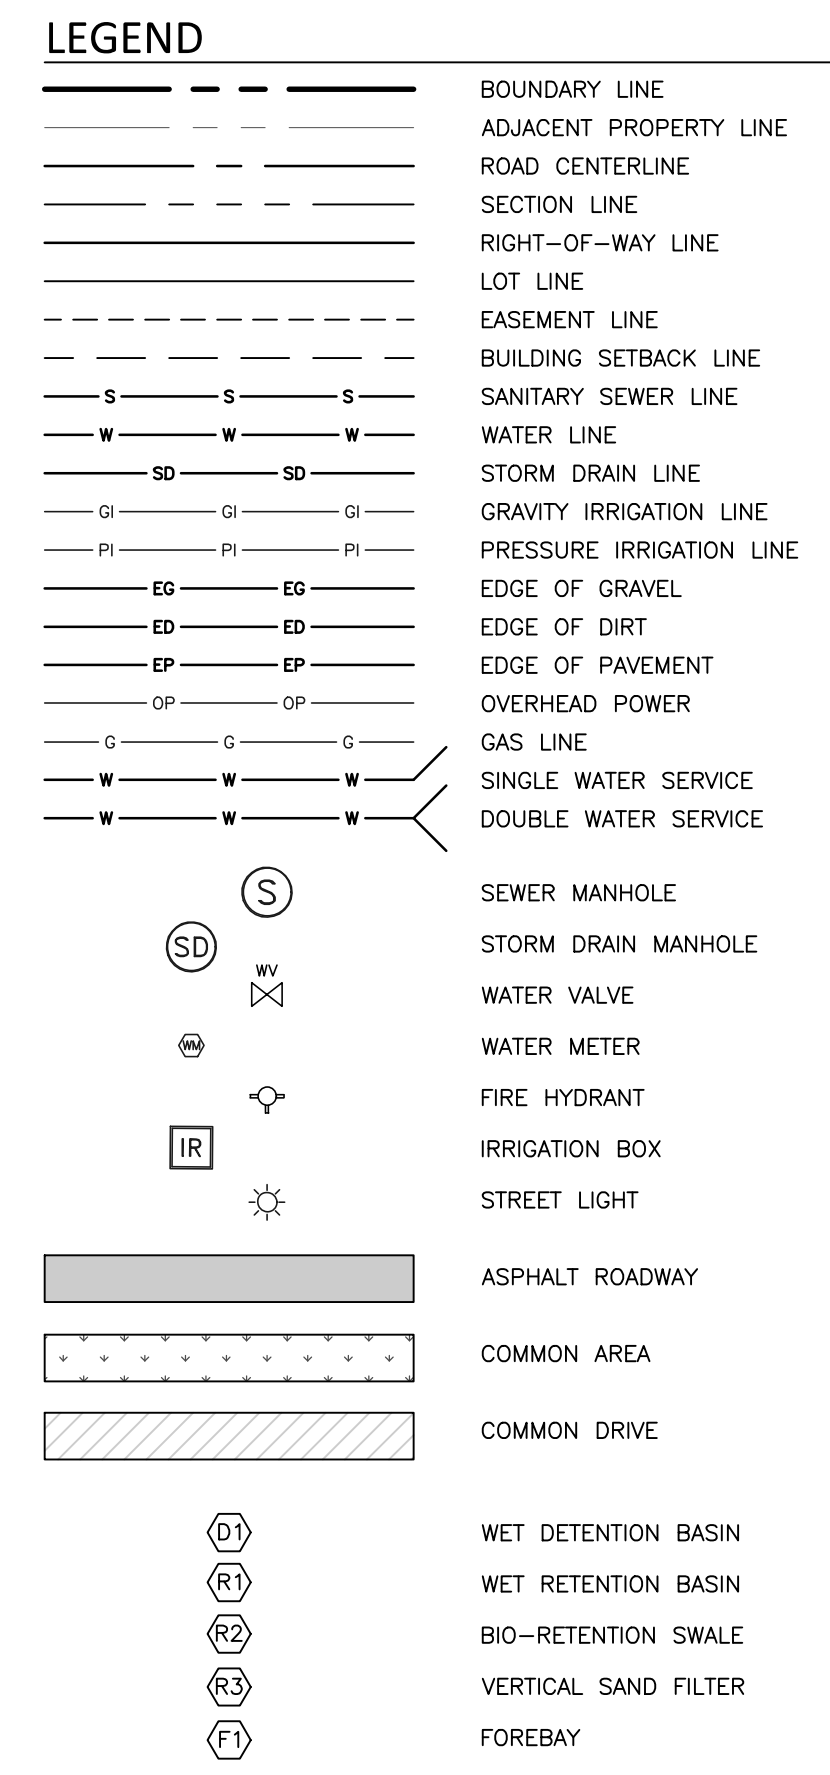 LEGEND
BOUNDARY LINE
ADJACENT PROPERTY LINE
ROAD CENTERLINE
SECTION LINE
RIGHT-OF-WAY LINE
LOT LINE
EASEMENT LINE
BUILDING SETBACK LINE
S S S SANITARY SEWER LINE
W W W WATER LINE
SD SD STORM DRAIN LINE
GI GI GI GRAVITY IRRIGATION LINE
PI PI PI PRESSURE IRRIGATION LINE
EG EG EDGE OF GRAVEL
ED ED EDGE OF DIRT
EP EP EDGE OF PAVEMENT
OP OP OVERHEAD POWER
G G G GAS LINE
W W W SINGLE WATER SERVICE
W W W DOUBLE WATER SERVICE
S SEWER MANHOLE
SD STORM DRAIN MANHOLE
WV
WATER VALVE
WM WATER METER
FIRE HYDRANT
IR IRRIGATION BOX
STREET LIGHT
ASPHALT ROADWAY
COMMON AREA
COMMON DRIVE
D1 WET DETENTION BASIN
R1 WET RETENTION BASIN
R2 BIO-RETENTION SWALE
R3 VERTICAL SAND FILTER
F1 FOREBAY